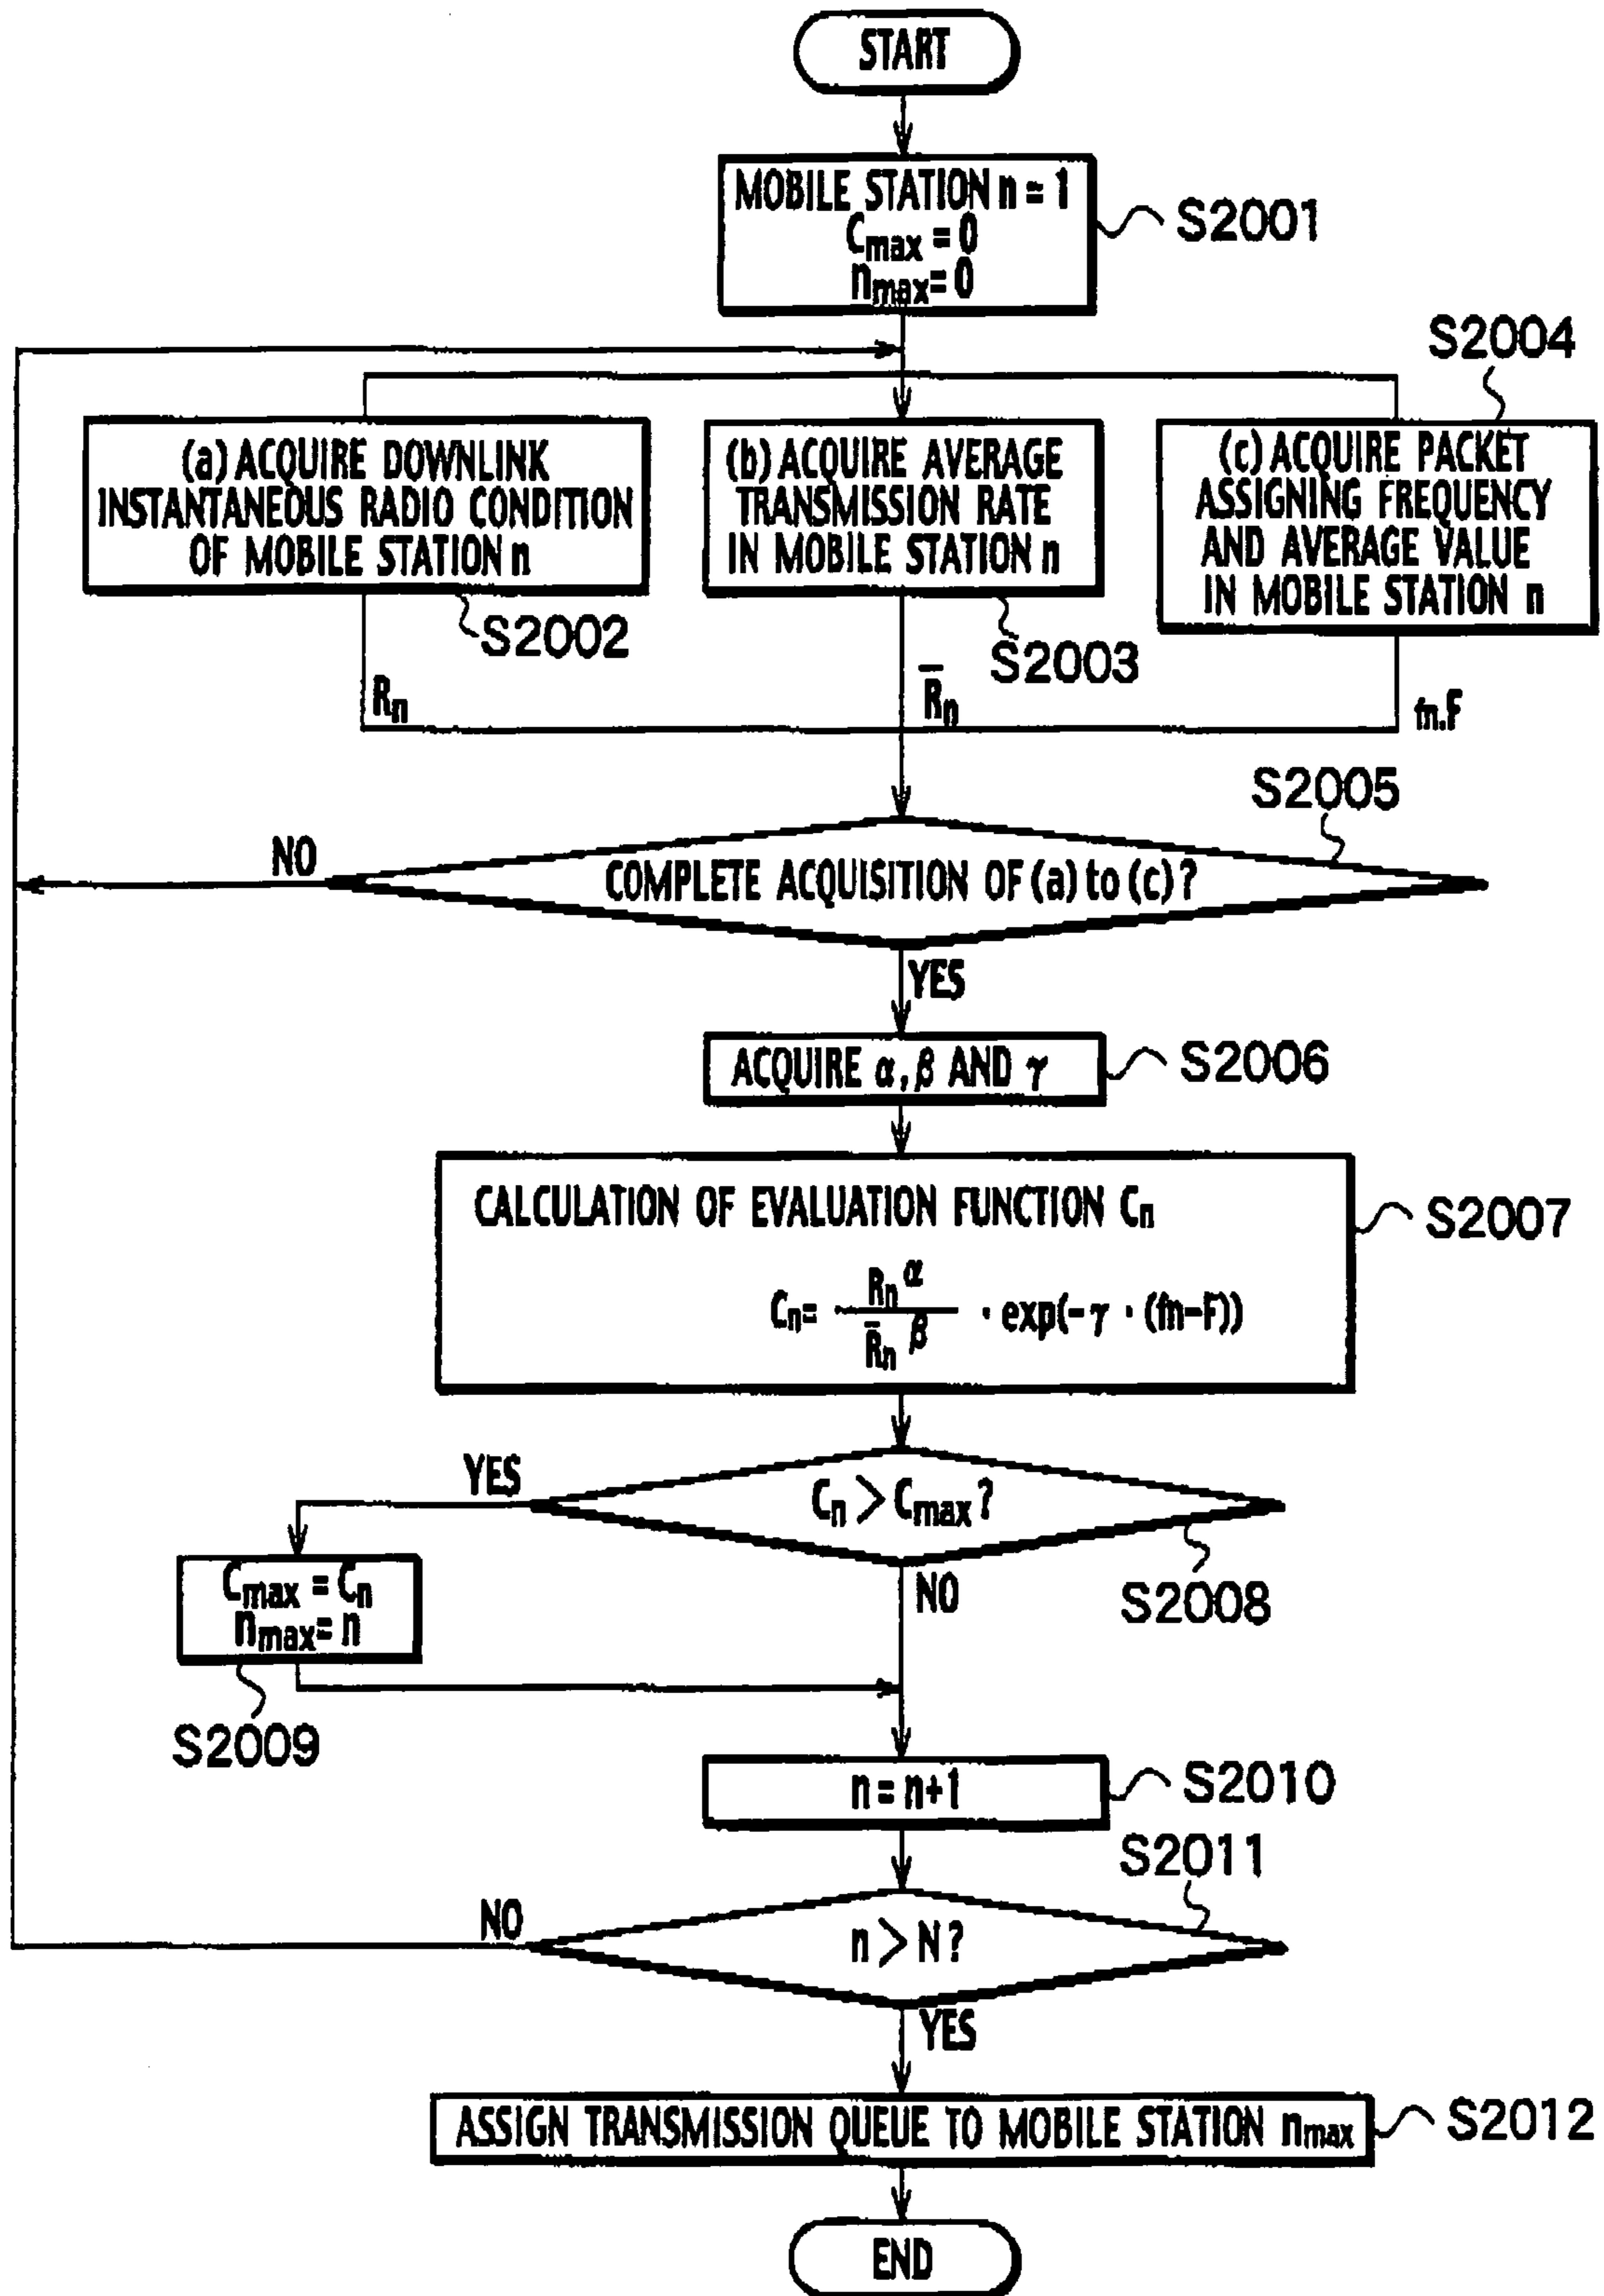 START
MOBILE STATION n = 1
Cmax = 0
nmax = 0
S2001
S2004
(a) ACQUIRE DOWNLINK
INSTANTANEOUS RADIO CONDITION
OF MOBILE STATION n
S2002
(b) ACQUIRE AVERAGE
TRANSMISSION RATE
IN MOBILE STATION n
S2003
(c) ACQUIRE PACKET
ASSIGNING FREQUENCY
AND AVERAGE VALUE
IN MOBILE STATION n
Rn
R̄n
fn.F
S2005
NO
COMPLETE ACQUISITION OF (a) to (c)?
YES
ACQUIRE α, β AND γ
S2006
CALCULATION OF EVALUATION FUNCTION Cn
S2007
Cn= Rn^α / R̄n^β · exp(-γ · (fn-F))
YES
Cn > Cmax?
S2008
NO
Cmax = Cn
nmax = n
S2009
n = n+1
S2010
S2011
NO
n > N?
YES
ASSIGN TRANSMISSION QUEUE TO MOBILE STATION nmax
S2012
END